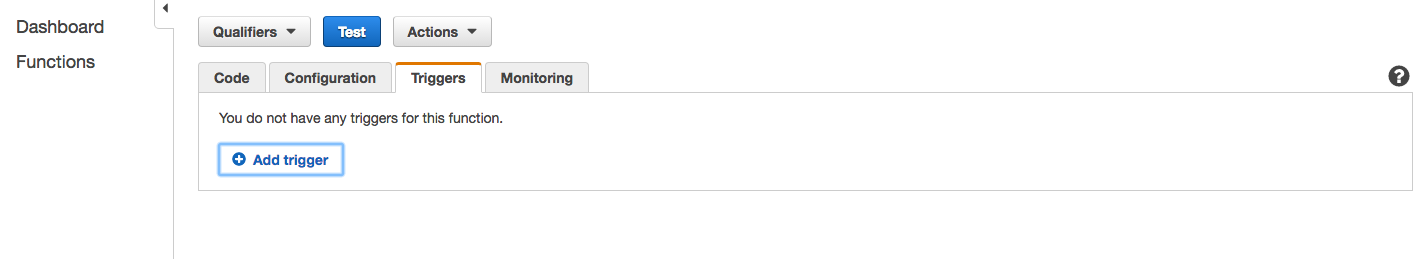 Dashboard
Functions
Qualifiers Test Actions
Code Configuration Triggers Monitoring
?
You do not have any triggers for this function.
Add trigger